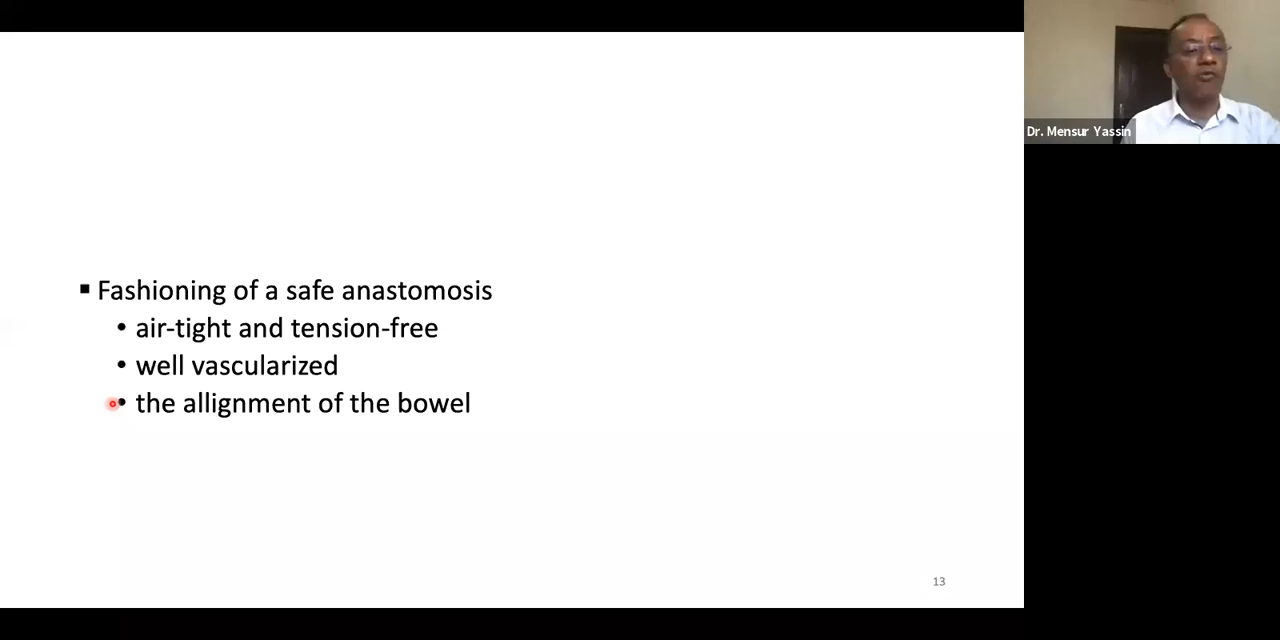 ▪ Fashioning of a safe anastomosis
• air-tight and tension-free
• well vascularized
• the allignment of the bowel
13
Dr. Mensur Yassin